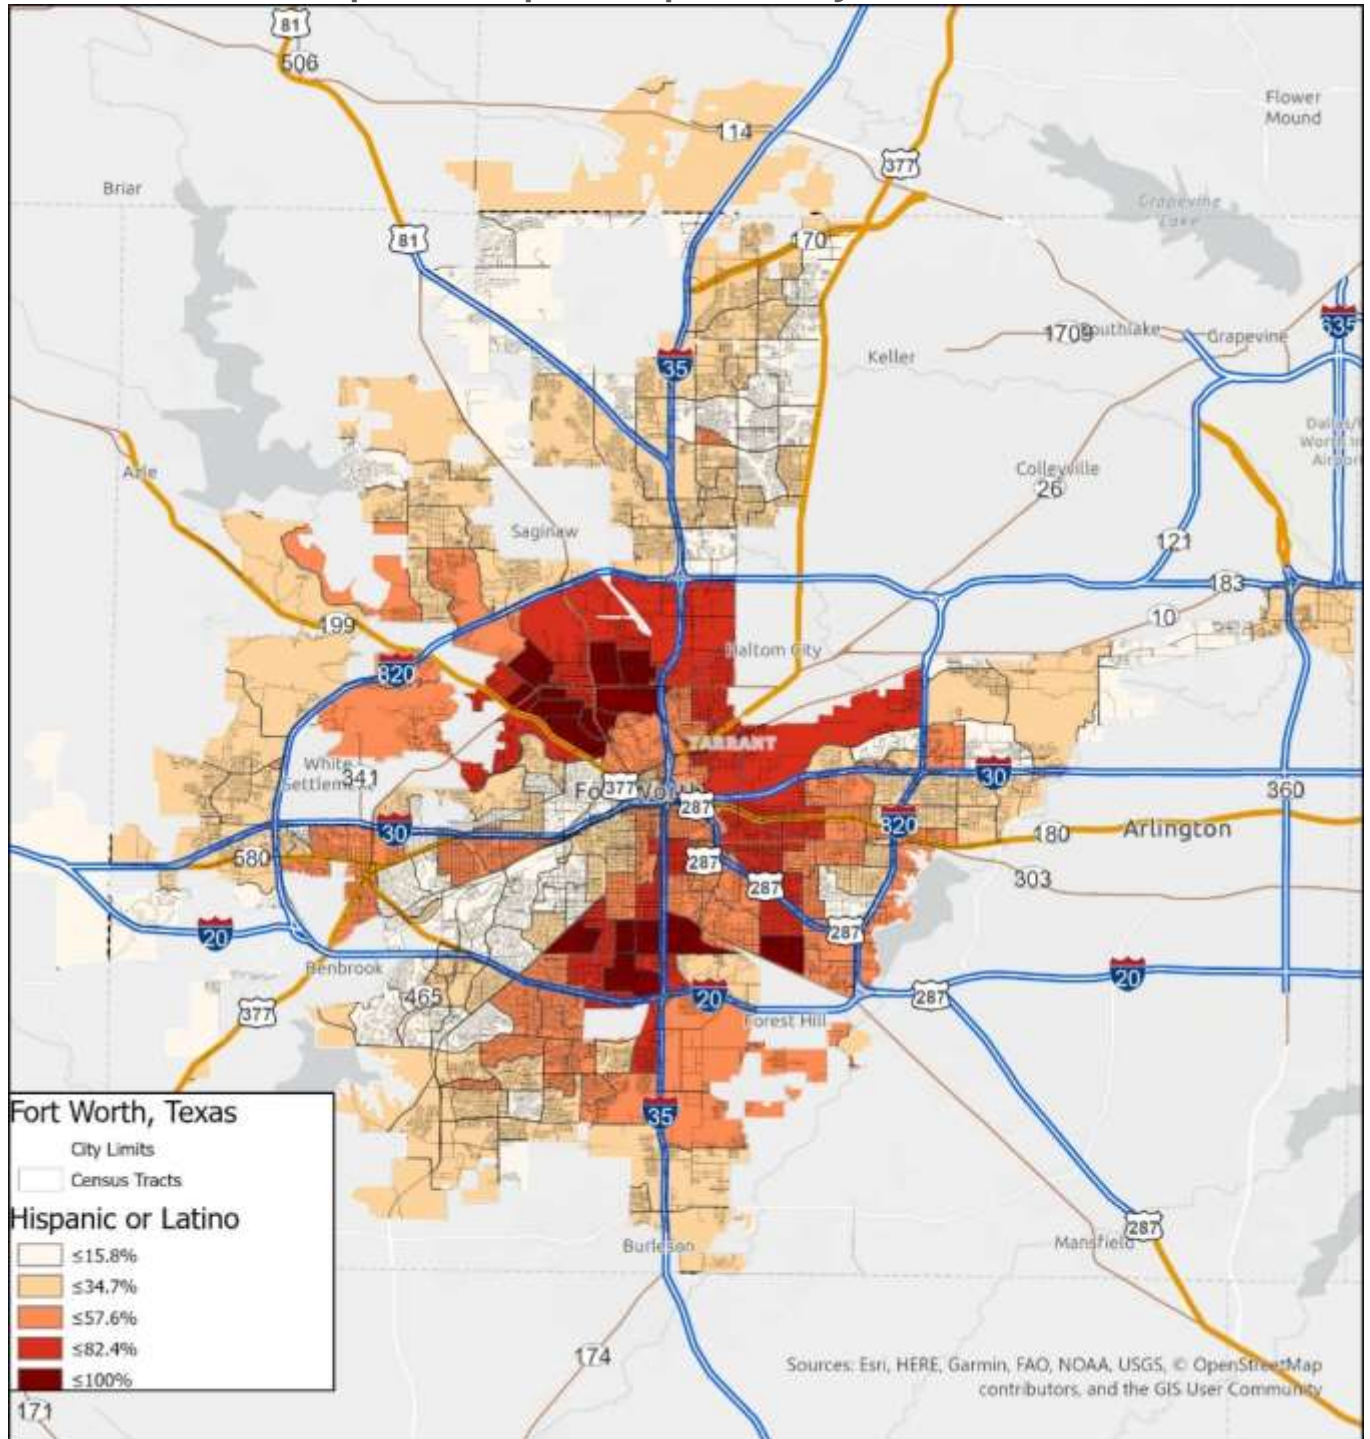 81
506
Flower
Mound
114
377
Briar
Grapevine
Lake
81
170
635
1709
Southlake
Grapevine
Keller
35
Azle
Colleyville
26
Saginaw
121
183
10
199
Haltom City
820
TARRANT
White
Settlement
341
377
Fort Worth
287
30
360
30
820
180
Arlington
580
287
287
303
20
287
Benbrook
20
465
20
287
377
Forest Hill
35
287
Mansfield
Burleson
174
171
Fort Worth, Texas
City Limits
Census Tracts
Hispanic or Latino
≤15.8%
≤34.7%
≤57.6%
≤82.4%
≤100%
Sources: Esri, HERE, Garmin, FAO, NOAA, USGS, © OpenStreetMap
contributors, and the GIS User Community